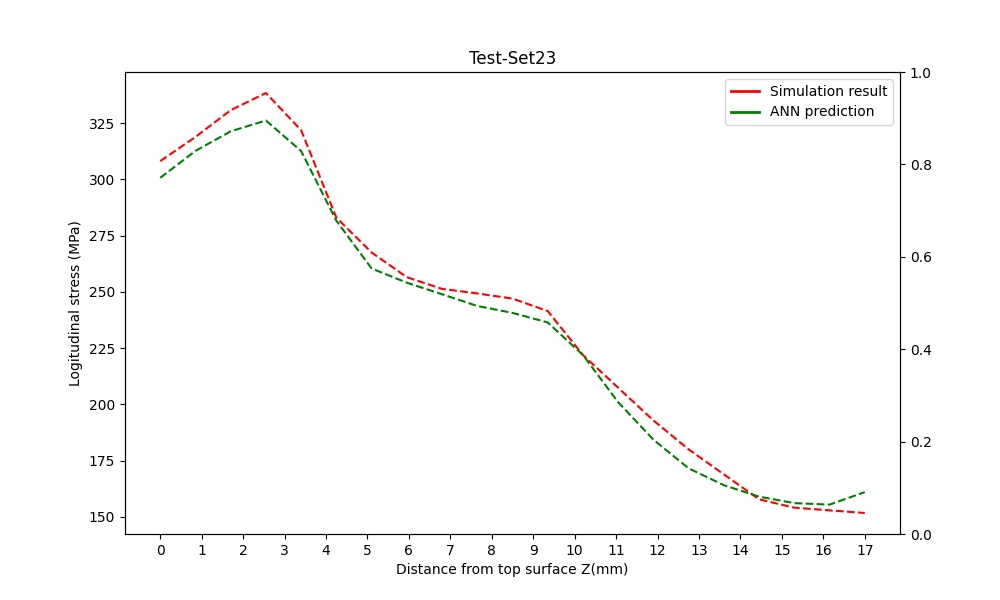 Test-Set23
Simulation result
ANN prediction
Logitudinal stress (MPa)
325
300
275
250
225
200
175
150
1.0
0.8
0.6
0.4
0.2
0.0
0 1 2 3 4 5 6 7 8 9 10 11 12 13 14 15 16 17
Distance from top surface Z(mm)